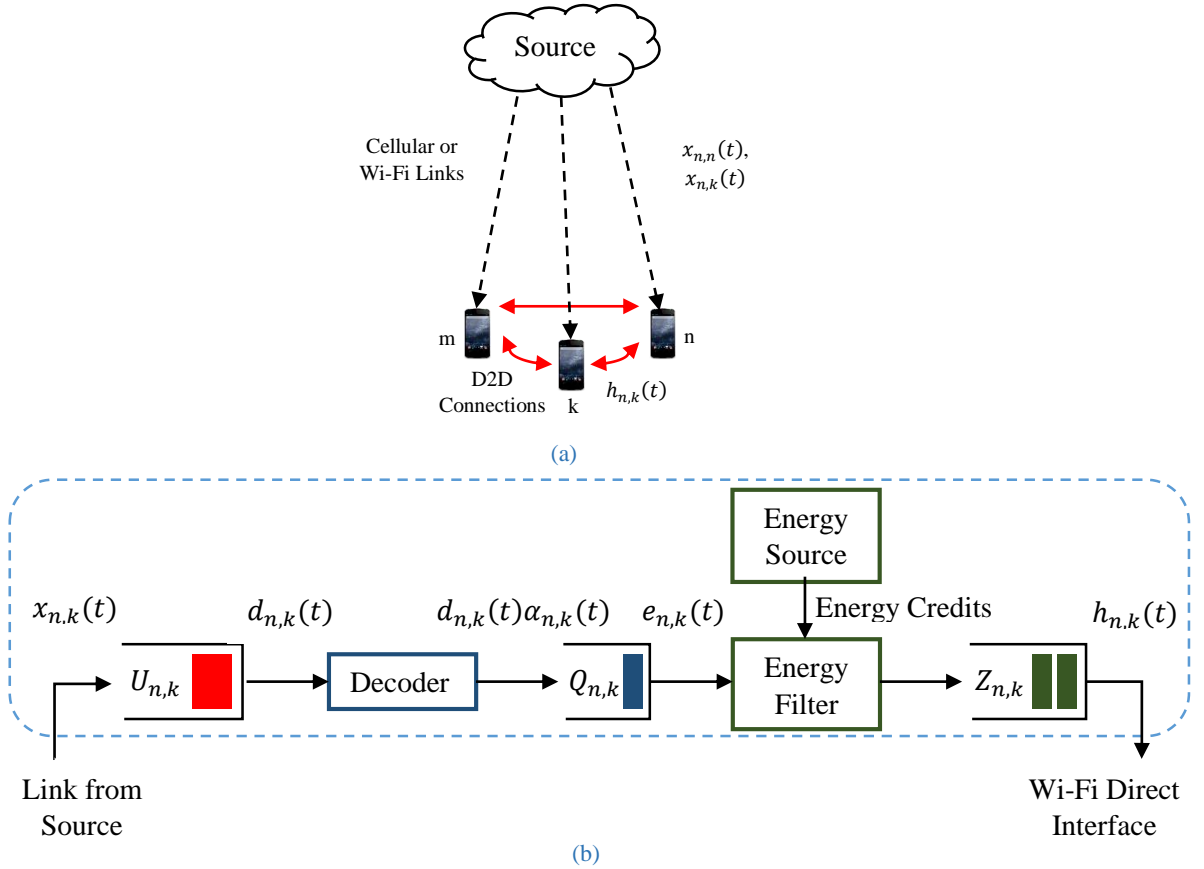 Source
Cellular or
Wi-Fi Links
x_{n,n}(t),
x_{n,k}(t)
m
n
D2D
Connections
k
h_{n,k}(t)
(a)
Energy
Source
x_{n,k}(t)
d_{n,k}(t)
d_{n,k}(t)α_{n,k}(t)
e_{n,k}(t)
Energy Credits
h_{n,k}(t)
U_{n,k}
Decoder
Q_{n,k}
Energy
Filter
Z_{n,k}
Link from
Source
Wi-Fi Direct
Interface
(b)